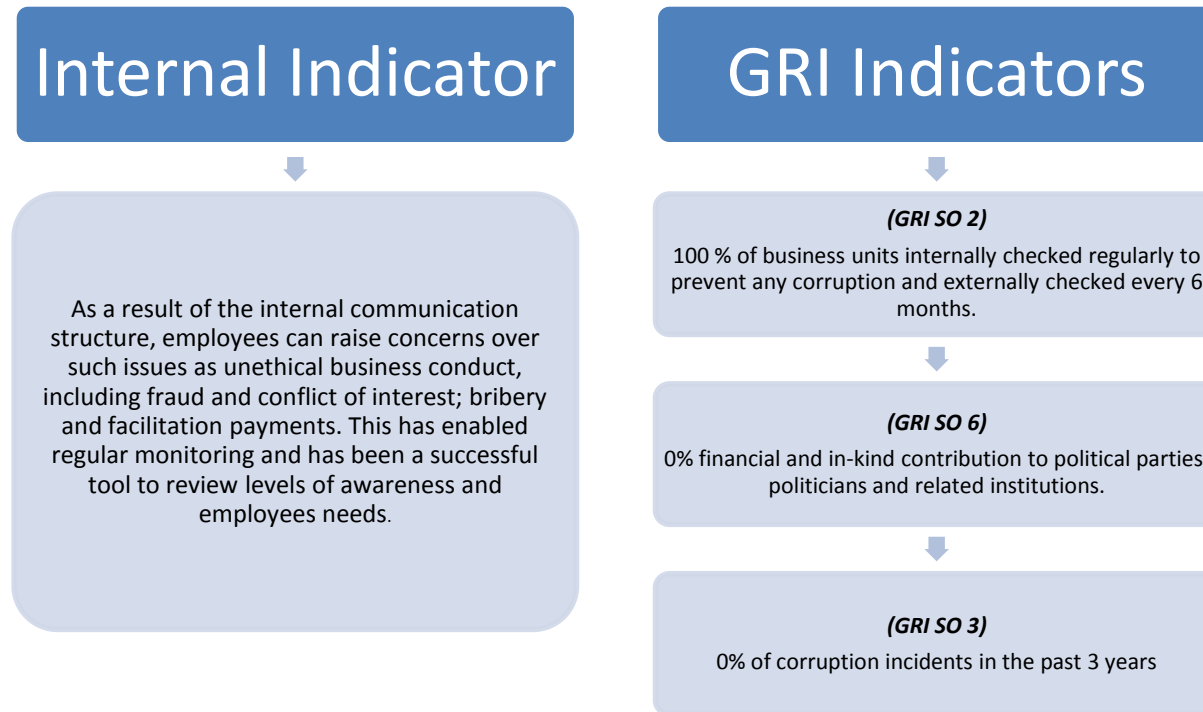 Internal Indicator
As a result of the internal communication
structure, employees can raise concerns over
such issues as unethical business conduct,
including fraud and conflict of interest; bribery
and facilitation payments. This has enabled
regular monitoring and has been a successful
tool to review levels of awareness and
employees needs.
GRI Indicators
(GRI SO 2)
100 % of business units internally checked regularly to
prevent any corruption and externally checked every 6
months.
(GRI SO 6)
0% financial and in-kind contribution to political parties
politicians and related institutions.
(GRI SO 3)
0% of corruption incidents in the past 3 years